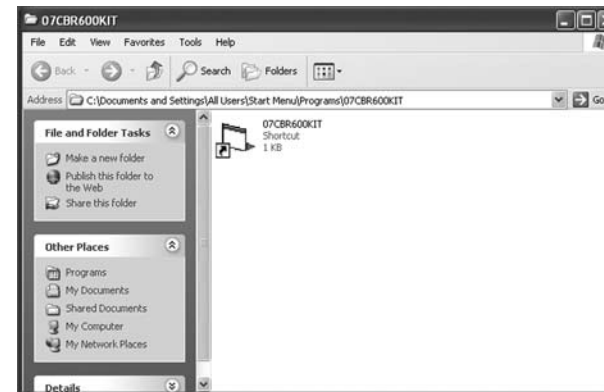 07CBR600KIT
File Edit View Favorites Tools Help
Back Search Folders
Address C:\Documents and Settings\All Users\Start Menu\Programs\07CBR600KIT Go
File and Folder Tasks
Make a new folder
Publish this folder to
the Web
Share this folder
Other Places
Programs
My Documents
Shared Documents
My Computer
My Network Places
Details
07CBR600KIT
Shortcut
1 KB